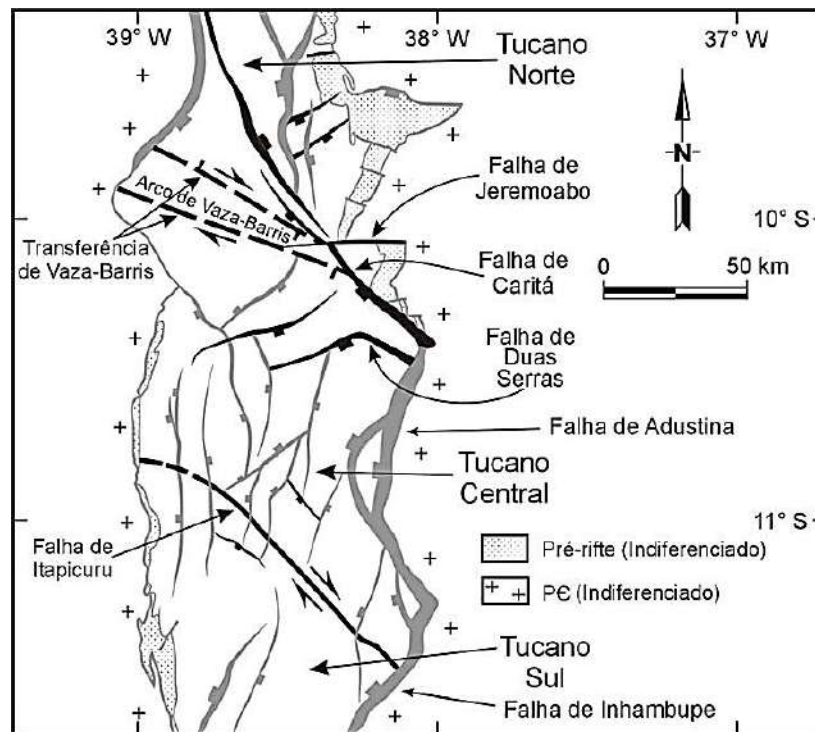 39° W
38° W
37° W
Tucano
Norte
N
Falha de
Jeremoabo
10° S
Arco de Vaza-Barris
Transferência
de Vaza-Barris
Falha de
Caritá
0
50 km
Falha de
Duas
Serras
Falha de Adustina
Tucano
Central
11° S
Falha de
Itapicuru
Pré-rifte (Indiferenciado)
PЄ (Indiferenciado)
Tucano
Sul
Falha de Inhambupe